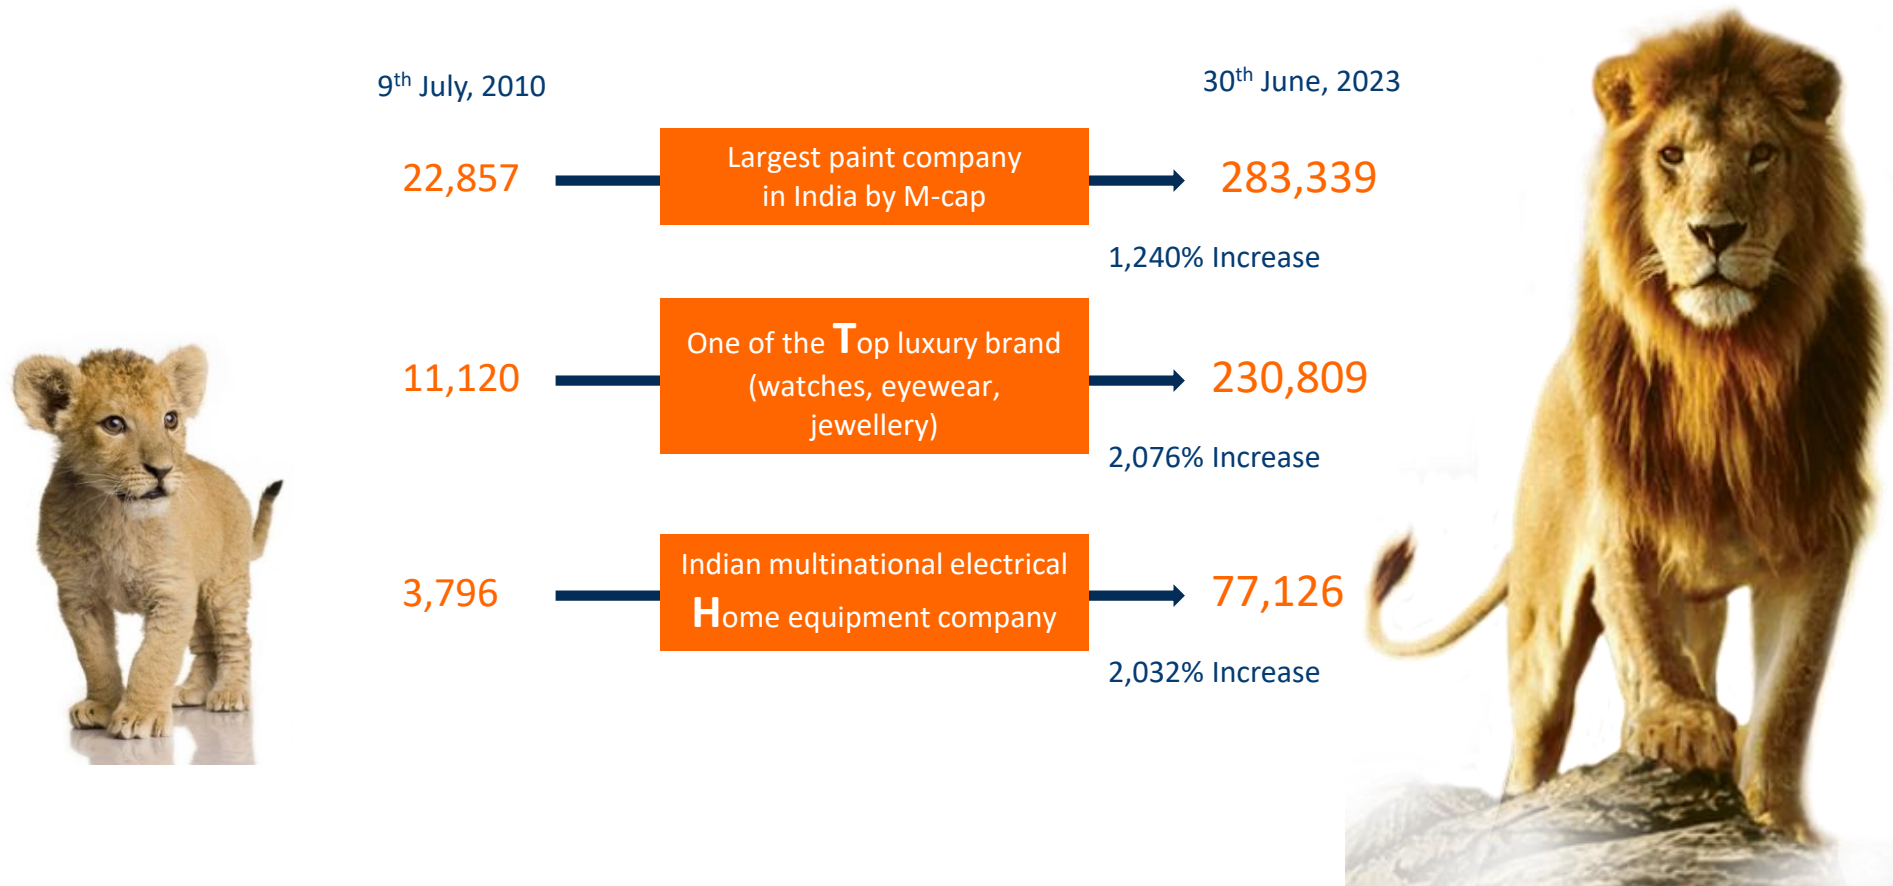 9th July, 2010
30th June, 2023
22,857
Largest paint company
in India by M-cap
283,339
1,240% Increase
11,120
One of the Top luxury brand
(watches, eyewear,
jewellery)
230,809
2,076% Increase
3,796
Indian multinational electrical
Home equipment company
77,126
2,032% Increase